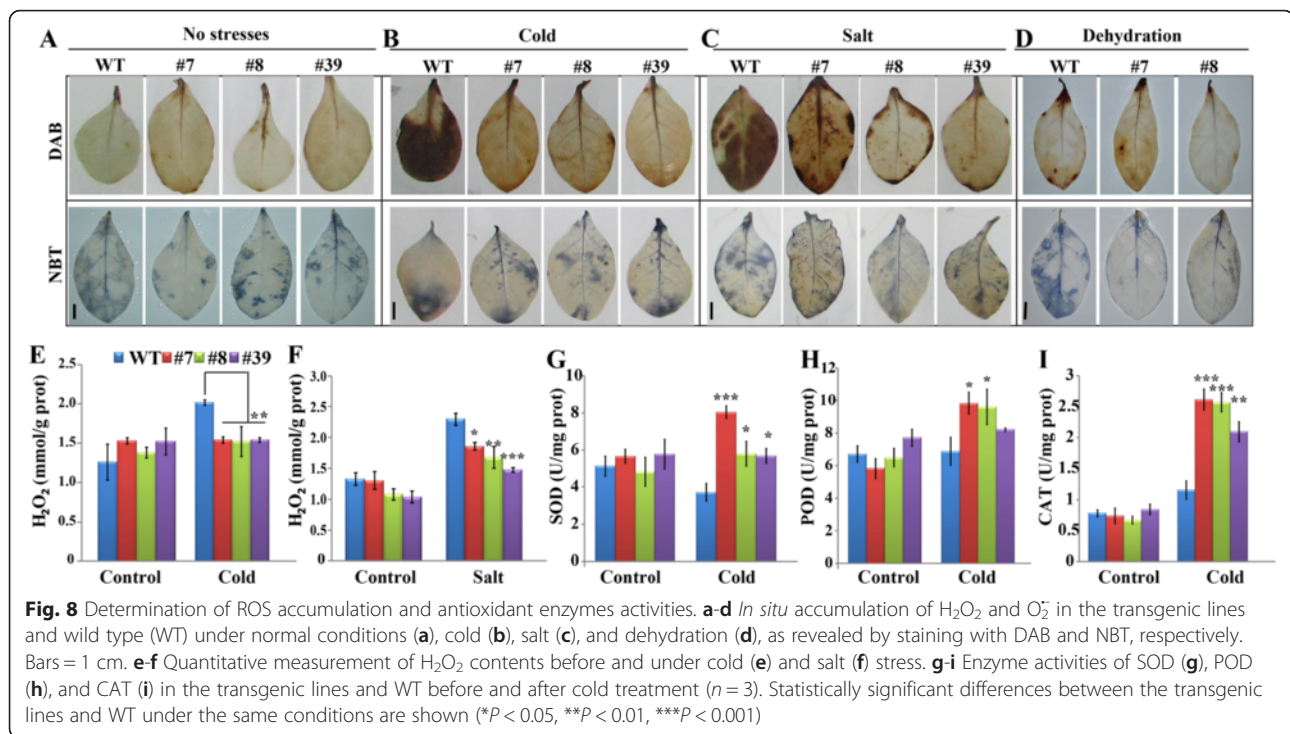 A No stresses B Cold C Salt D Dehydration
WT #7 #8 #39 WT #7 #8 #39 WT #7 #8 #39 WT #7 #8
DAB
NBT
E F G H I
WT #7 #8 #39
H₂O₂ (mmol/g prot)
2.5
2.0
1.5
1.0
0.5
0
Control Cold
H₂O₂ (mmol/g prot)
3.0
2.5
2.0
1.5
1.0
0.5
0
* ** ***
Control Salt
SOD (U/mg prot)
10
8
6
4
2
0
*** * *
Control Cold
POD (U/mg prot)
12
10
8
6
4
2
0
* *
Control Cold
CAT (U/mg prot)
3
2.5
2
1.5
1
0.5
0
*** *** **
Control Cold
**
Fig. 8 Determination of ROS accumulation and antioxidant enzymes activities. a-d In situ accumulation of H₂O₂ and O₂•− in the transgenic lines
and wild type (WT) under normal conditions (a), cold (b), salt (c), and dehydration (d), as revealed by staining with DAB and NBT, respectively.
Bars = 1 cm. e-f Quantitative measurement of H₂O₂ contents before and under cold (e) and salt (f) stress. g-i Enzyme activities of SOD (g), POD
(h), and CAT (i) in the transgenic lines and WT before and after cold treatment (n = 3). Statistically significant differences between the transgenic
lines and WT under the same conditions are shown (*P < 0.05, **P < 0.01, ***P < 0.001)